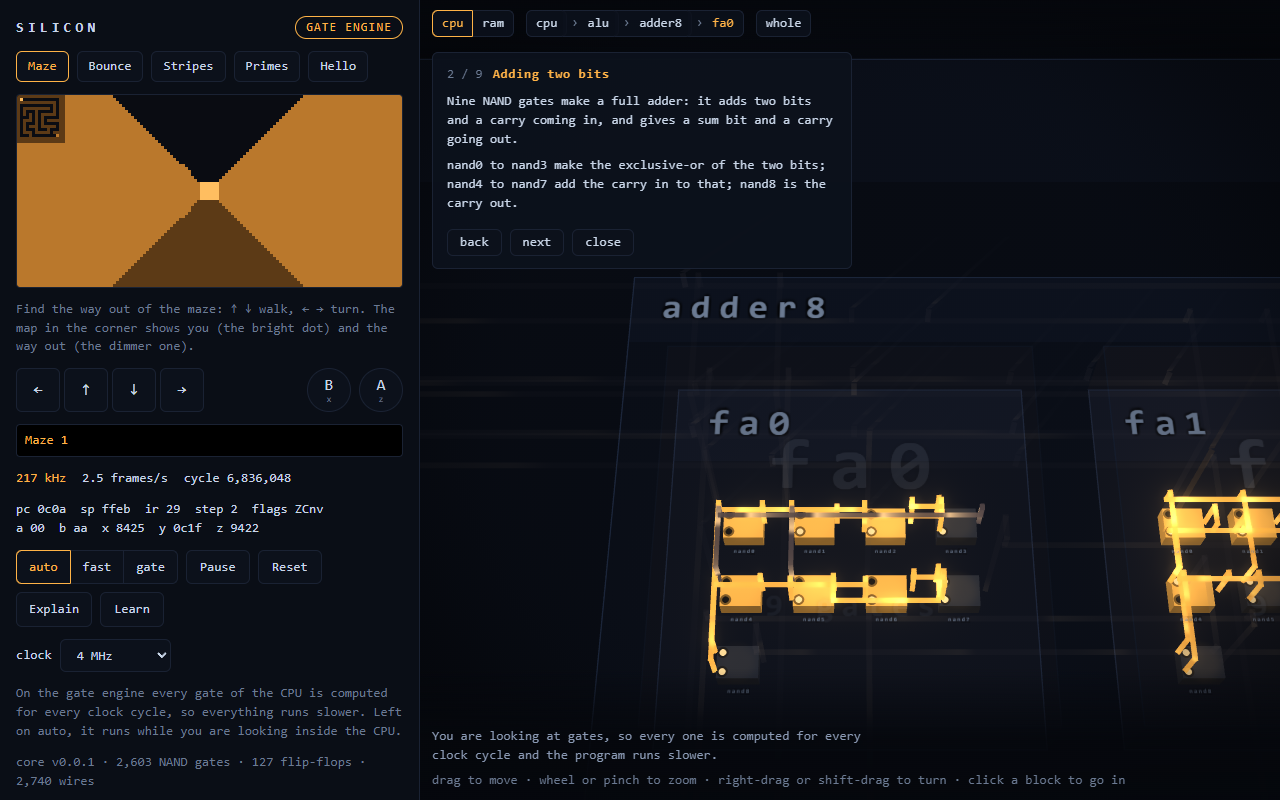 SILICON
GATE ENGINE
Maze Bounce Stripes Primes Hello
Find the way out of the maze: ↑ ↓ walk, ← → turn. The
map in the corner shows you (the bright dot) and the
way out (the dimmer one).
← ↑ ↓ →
B
x
A
z
Maze 1
217 kHz 2.5 frames/s cycle 6,836,048
pc 0c0a sp ffeb ir 29 step 2 flags ZCnv
a 00 b aa x 8425 y 0c1f z 9422
auto fast gate Pause Reset
Explain Learn
clock 4 MHz
On the gate engine every gate of the CPU is computed
for every clock cycle, so everything runs slower. Left
on auto, it runs while you are looking inside the CPU.
core v0.0.1 · 2,603 NAND gates · 127 flip-flops ·
2,740 wires
cpu ram cpu › alu › adder8 › fa0 whole
2 / 9 Adding two bits
Nine NAND gates make a full adder: it adds two bits
and a carry coming in, and gives a sum bit and a carry
going out.
nand0 to nand3 make the exclusive-or of the two bits;
nand4 to nand7 add the carry in to that; nand8 is the
carry out.
back next close
adder8
fa0 fa1
fa0
nand0 nand1 nand2 nand3
nand4 nand5 nand6 nand7
nand8
You are looking at gates, so every one is computed for every
clock cycle and the program runs slower.
drag to move · wheel or pinch to zoom · right-drag or shift-drag to turn · click a block to go in